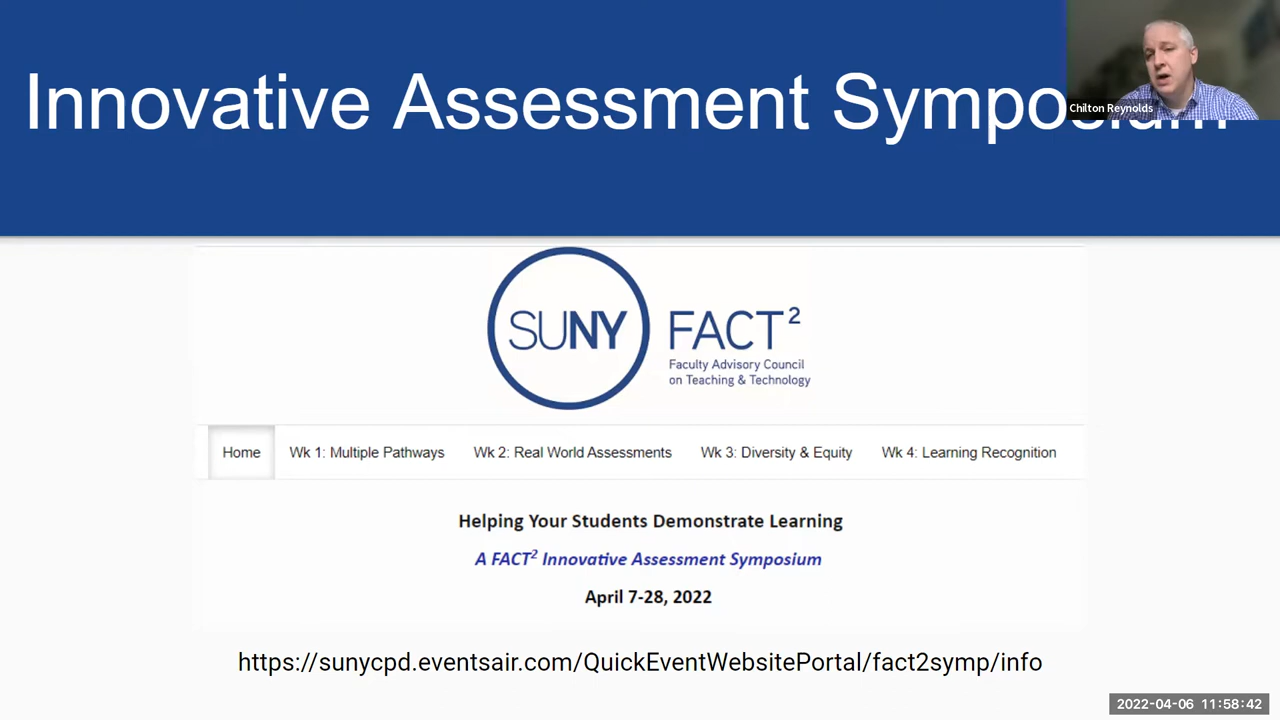 Innovative Assessment Symposium
Chilton Reynolds
SUNY
FACT²
Faculty Advisory Council
on Teaching & Technology
Home Wk 1: Multiple Pathways Wk 2: Real World Assessments Wk 3: Diversity & Equity Wk 4: Learning Recognition
Helping Your Students Demonstrate Learning
A FACT² Innovative Assessment Symposium
April 7-28, 2022
https://sunycpd.eventsair.com/QuickEventWebsitePortal/fact2symp/info
2022-04-06 11:58:42